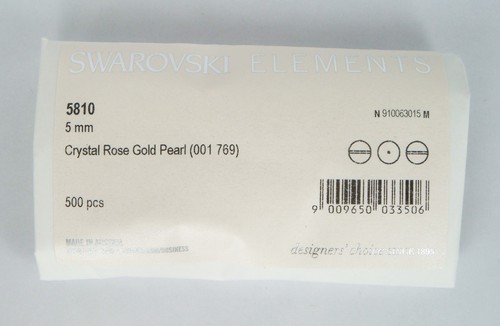 SWAROVSKI ELEMENTS
5810
5 mm
N 910063015 M
Crystal Rose Gold Pearl (001 769)
500 pcs
9 009650 033506
designers' choice